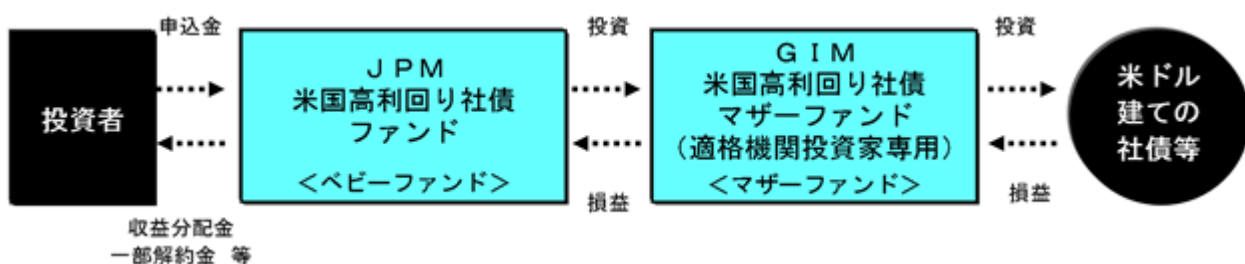 申込金
投資
投資
投資者
ＪＰＭ
米国高利回り社債
ファンド
<ベビーファンド>
ＧＩＭ
米国高利回り社債
マザーファンド
(適格機関投資家専用)
<マザーファンド>
米ドル
建ての
社債等
損益
損益
収益分配金
一部解約金 等